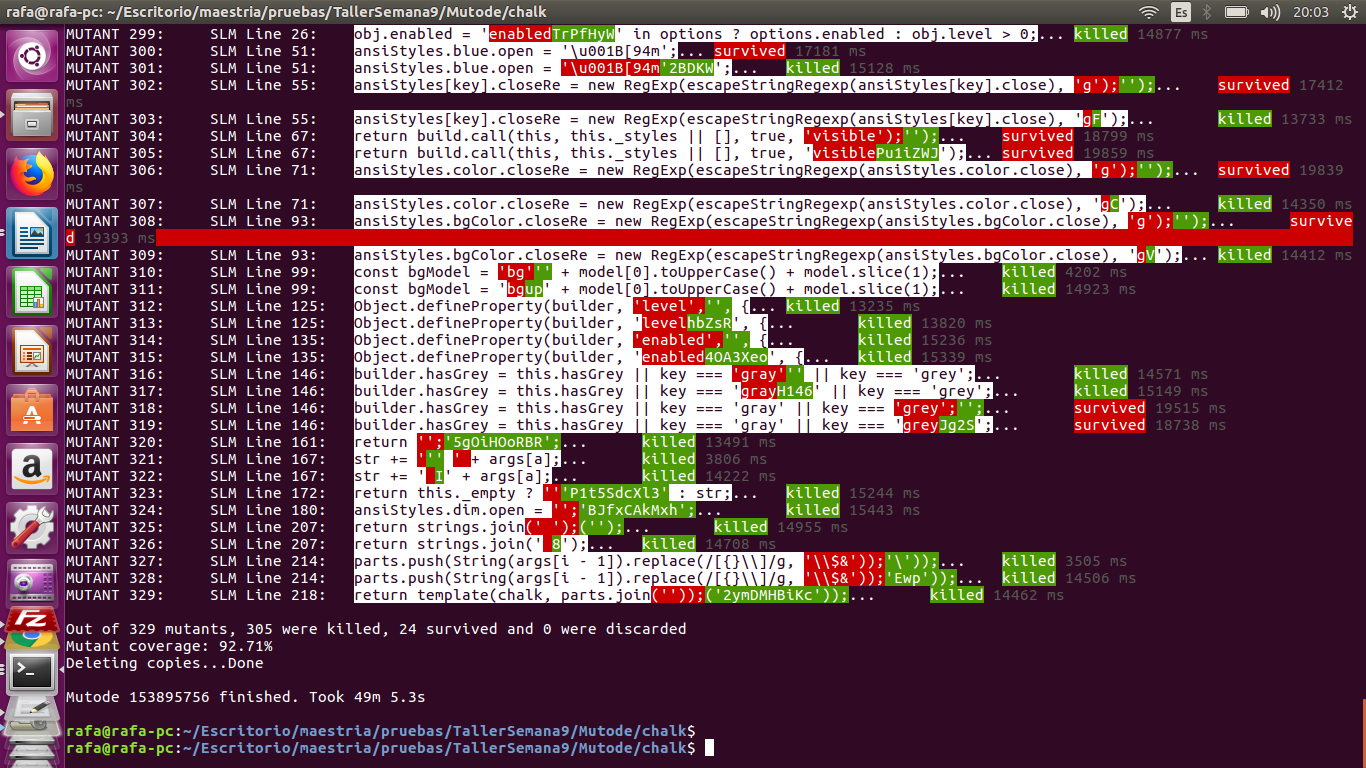 rafa@rafa-pc: ~/Escritorio/maestria/pruebas/TallerSemana9/Mutode/chalk Es 20:03
MUTANT 299: SLM Line 26: obj.enabled = 'enabledTrPfHyW' in options ? options.enabled : obj.level > 0;... killed 14877 ms
MUTANT 300: SLM Line 51: ansiStyles.blue.open = '\u001B[94m';... survived 17181 ms
MUTANT 301: SLM Line 51: ansiStyles.blue.open = '\u001B[94m'2BDKW';... killed 15128 ms
MUTANT 302: SLM Line 55: ansiStyles[key].closeRe = new RegExp(escapeStringRegexp(ansiStyles[key].close), 'g');'');... survived 17412
ms
MUTANT 303: SLM Line 55: ansiStyles[key].closeRe = new RegExp(escapeStringRegexp(ansiStyles[key].close), 'gF');... killed 13733 ms
MUTANT 304: SLM Line 67: return build.call(this, this._styles || [], true, 'visible');'');... survived 18799 ms
MUTANT 305: SLM Line 67: return build.call(this, this._styles || [], true, 'visiblePu1iZWJ');... survived 19859 ms
MUTANT 306: SLM Line 71: ansiStyles.color.closeRe = new RegExp(escapeStringRegexp(ansiStyles.color.close), 'g');'');... survived 19839
ms
MUTANT 307: SLM Line 71: ansiStyles.color.closeRe = new RegExp(escapeStringRegexp(ansiStyles.color.close), 'gC');... killed 14350 ms
MUTANT 308: SLM Line 93: ansiStyles.bgColor.closeRe = new RegExp(escapeStringRegexp(ansiStyles.bgColor.close), 'g');'');... survive
d 19393 ms
MUTANT 309: SLM Line 93: ansiStyles.bgColor.closeRe = new RegExp(escapeStringRegexp(ansiStyles.bgColor.close), 'gV');... killed 14412 ms
MUTANT 310: SLM Line 99: const bgModel = 'bg''' + model[0].toUpperCase() + model.slice(1);... killed 4202 ms
MUTANT 311: SLM Line 99: const bgModel = 'bgup' + model[0].toUpperCase() + model.slice(1);... killed 14923 ms
MUTANT 312: SLM Line 125: Object.defineProperty(builder, 'level','', {... killed 13235 ms
MUTANT 313: SLM Line 125: Object.defineProperty(builder, 'levelhbZsR', {... killed 13820 ms
MUTANT 314: SLM Line 135: Object.defineProperty(builder, 'enabled','', {... killed 15236 ms
MUTANT 315: SLM Line 135: Object.defineProperty(builder, 'enabled4OA3Xeo', {... killed 15339 ms
MUTANT 316: SLM Line 146: builder.hasGrey = this.hasGrey || key === 'gray''' || key === 'grey';... killed 14571 ms
MUTANT 317: SLM Line 146: builder.hasGrey = this.hasGrey || key === 'grayH146' || key === 'grey';... killed 15149 ms
MUTANT 318: SLM Line 146: builder.hasGrey = this.hasGrey || key === 'gray' || key === 'grey';'';... survived 19515 ms
MUTANT 319: SLM Line 146: builder.hasGrey = this.hasGrey || key === 'gray' || key === 'greyJg2S';... survived 18738 ms
MUTANT 320: SLM Line 161: return '';'5gOiHOoRBR';... killed 13491 ms
MUTANT 321: SLM Line 167: str += ''' ' + args[a];... killed 3806 ms
MUTANT 322: SLM Line 167: str += ' I' + args[a];... killed 14222 ms
MUTANT 323: SLM Line 172: return this._empty ? '''P1t5SdcXl3' : str;... killed 15244 ms
MUTANT 324: SLM Line 180: ansiStyles.dim.open = '';'BJfxCAkMxh';... killed 15443 ms
MUTANT 325: SLM Line 207: return strings.join(' ');('');... killed 14955 ms
MUTANT 326: SLM Line 207: return strings.join(' 8');... killed 14708 ms
MUTANT 327: SLM Line 214: parts.push(String(args[i - 1]).replace(/[{}\\]/g, '\\$&'));'\'));... killed 3505 ms
MUTANT 328: SLM Line 214: parts.push(String(args[i - 1]).replace(/[{}\\]/g, '\\$&'));'Ewp'));... killed 14506 ms
MUTANT 329: SLM Line 218: return template(chalk, parts.join(''));('2ymDMHBiKc'));... killed 14462 ms
Out of 329 mutants, 305 were killed, 24 survived and 0 were discarded
Mutant coverage: 92.71%
Deleting copies...Done
Mutode 153895756 finished. Took 49m 5.3s
rafa@rafa-pc:~/Escritorio/maestria/pruebas/TallerSemana9/Mutode/chalk$
rafa@rafa-pc:~/Escritorio/maestria/pruebas/TallerSemana9/Mutode/chalk$